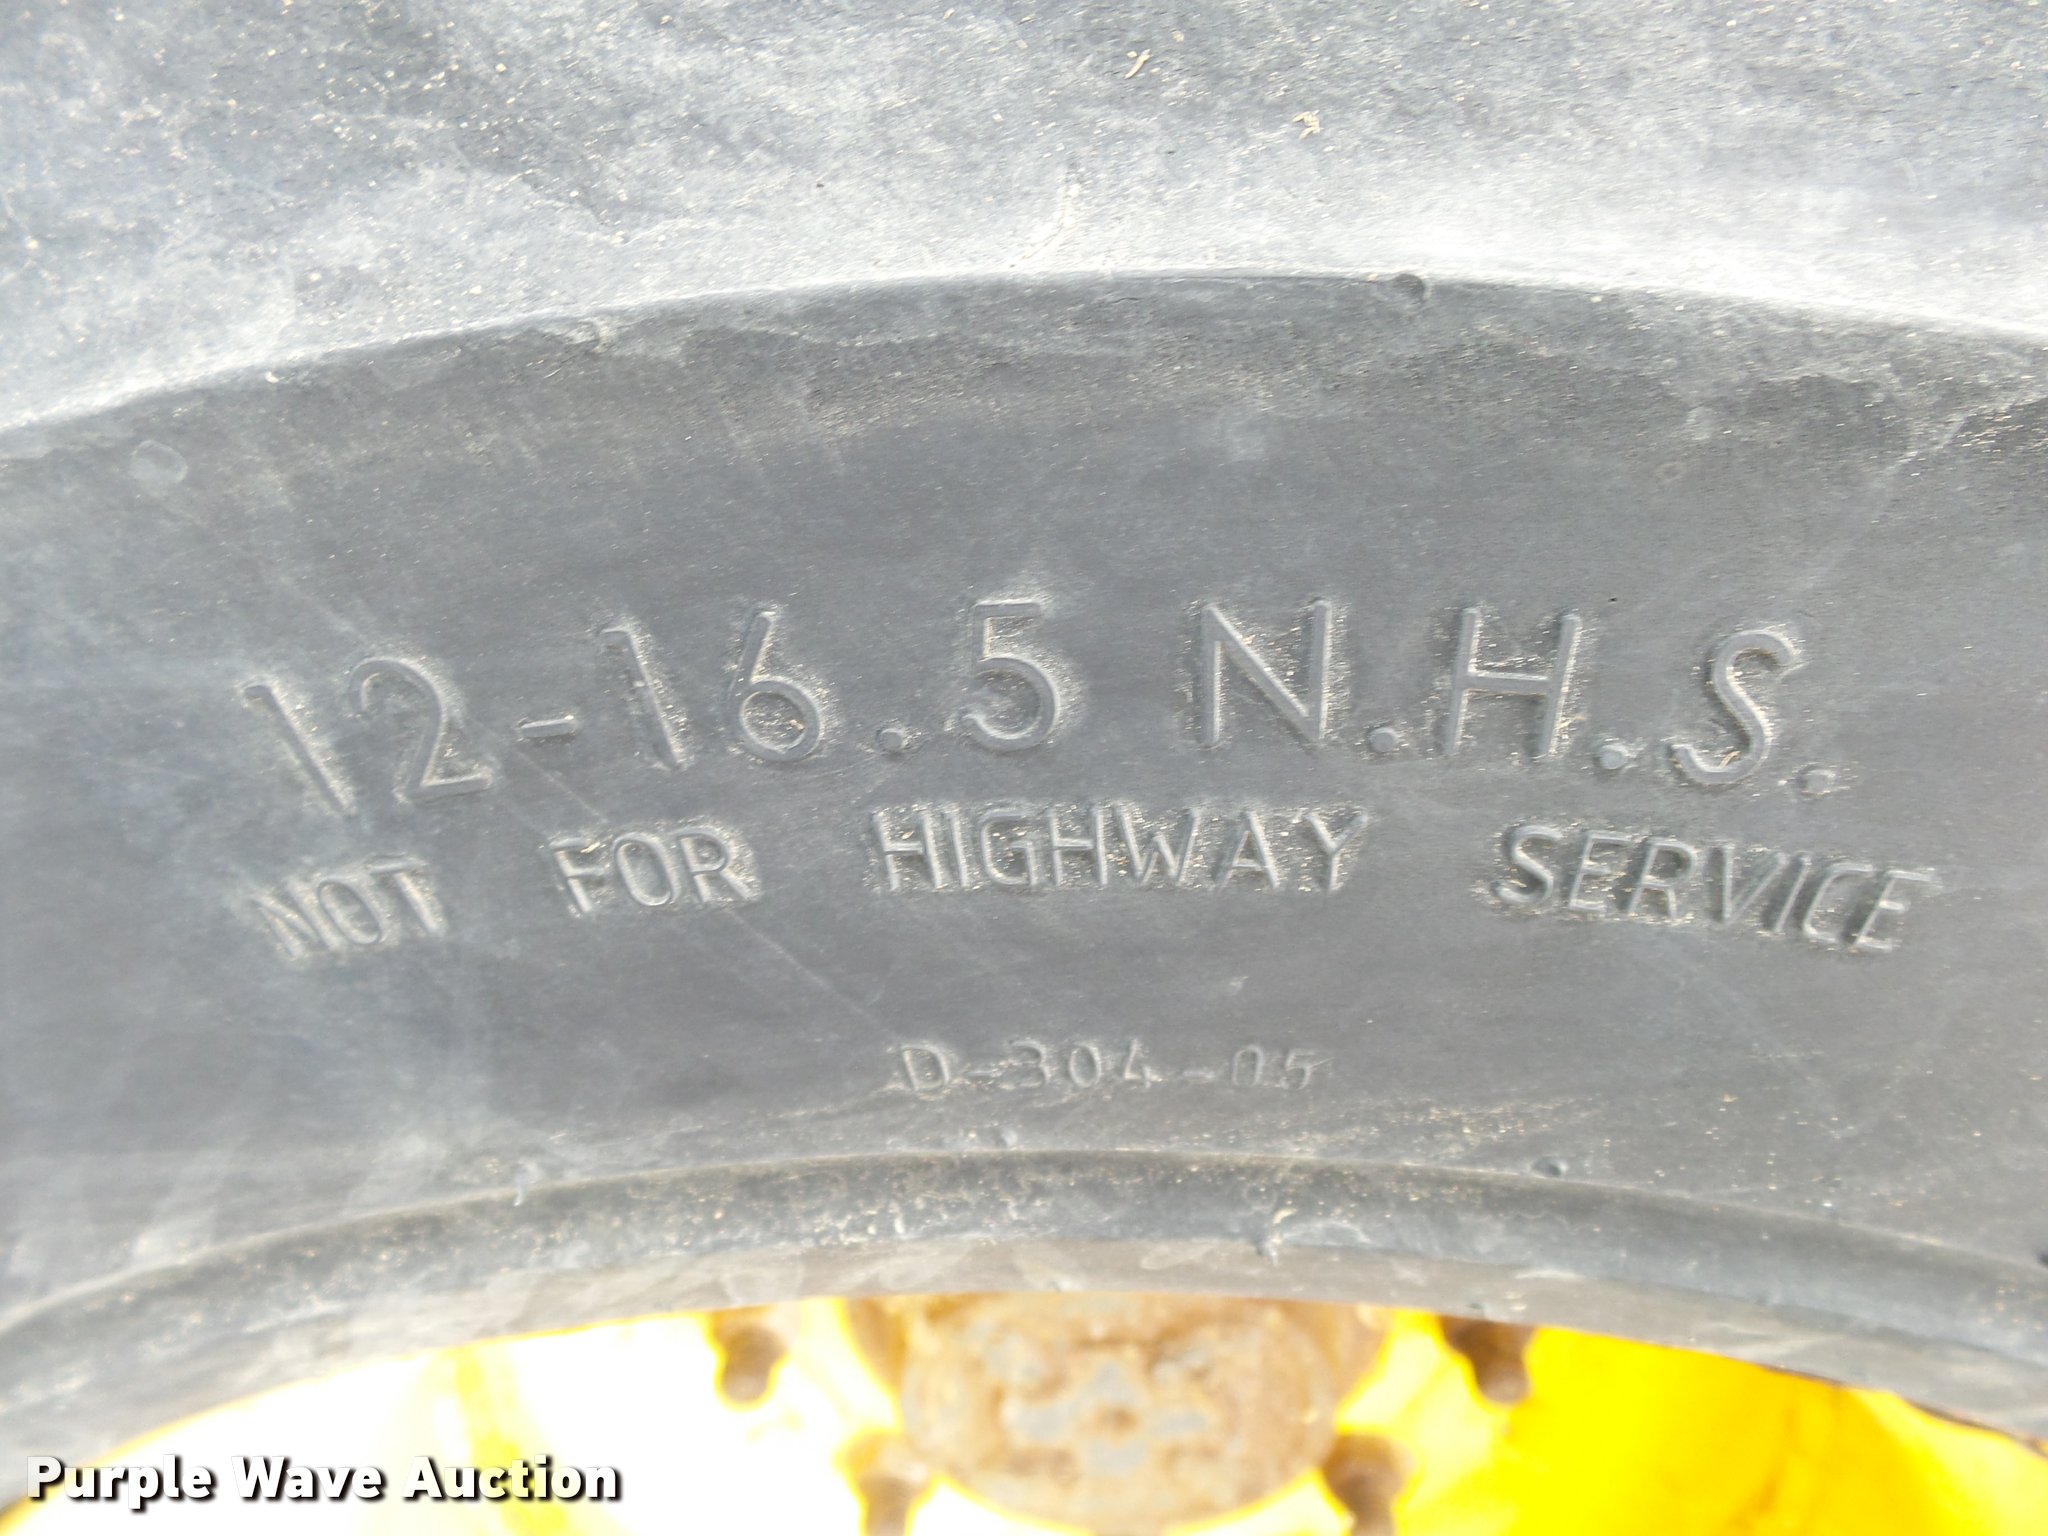 12-16.5 N.H.S.
NOT FOR HIGHWAY SERVICE
D-304-05
Purple Wave Auction